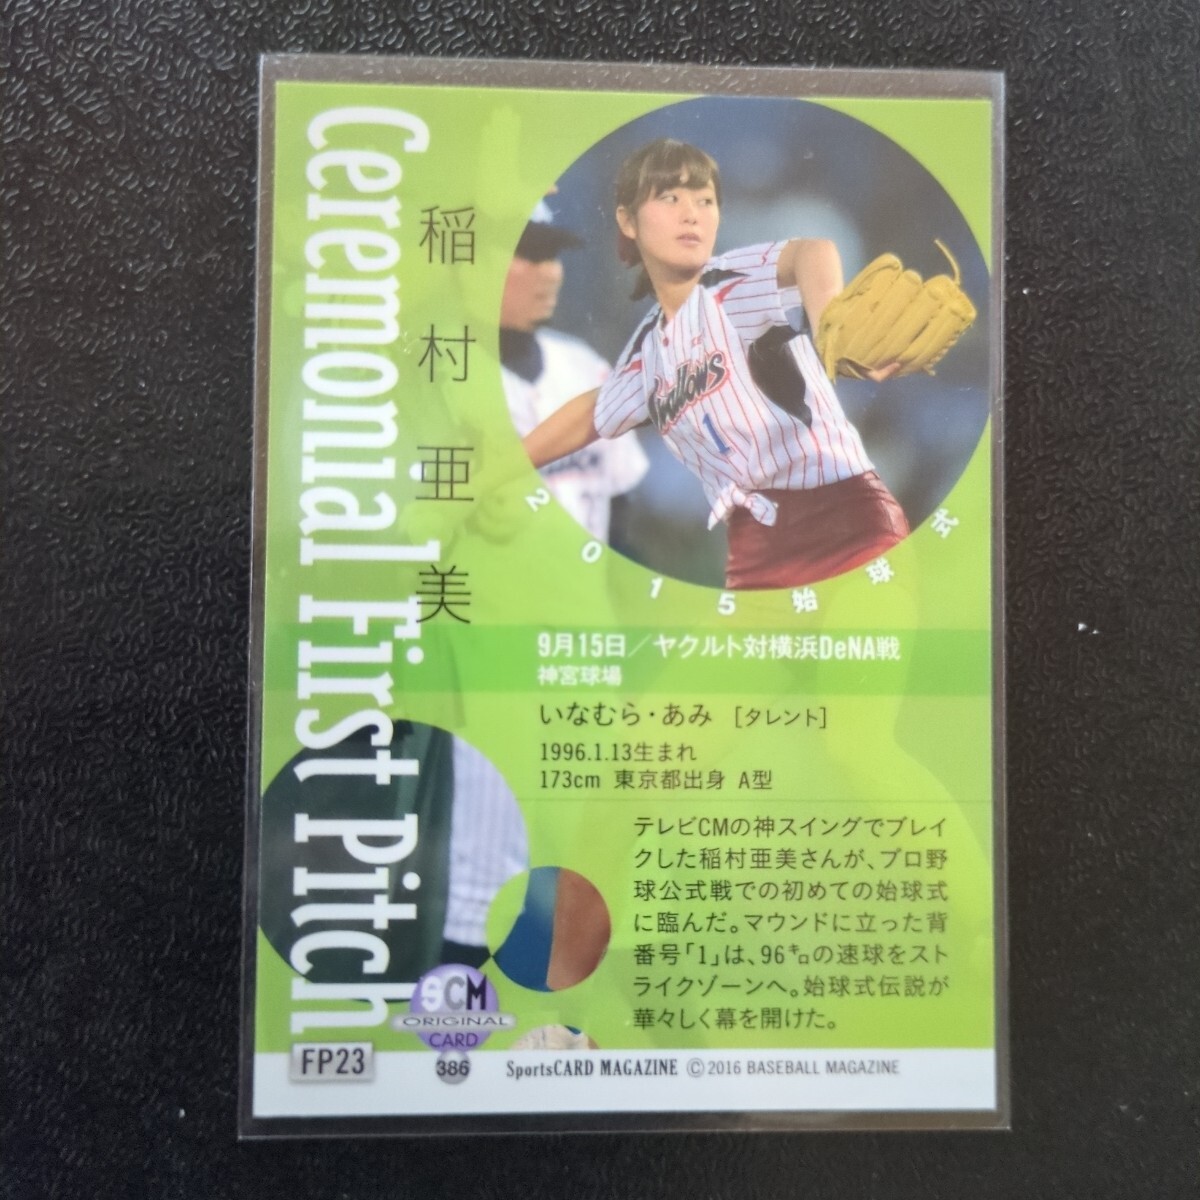 Ceremonial First Pitch
稲村亜美
Swallows
1
2015始球式
9月15日／ヤクルト対横浜DeNA戦
神宮球場
いなむら・あみ [タレント]
1996.1.13生まれ
173cm 東京都出身 A型
テレビCMの神スイングでブレイ
クした稲村亜美さんが、プロ野
球公式戦での初めての始球式
に臨んだ。マウンドに立った背
番号「1」は、96㌔の速球をスト
ライクゾーンへ。始球式伝説が
華々しく幕を開けた。
SCM
ORIGINAL
CARD
386
FP23
SportsCARD MAGAZINE ©2016 BASEBALL MAGAZINE